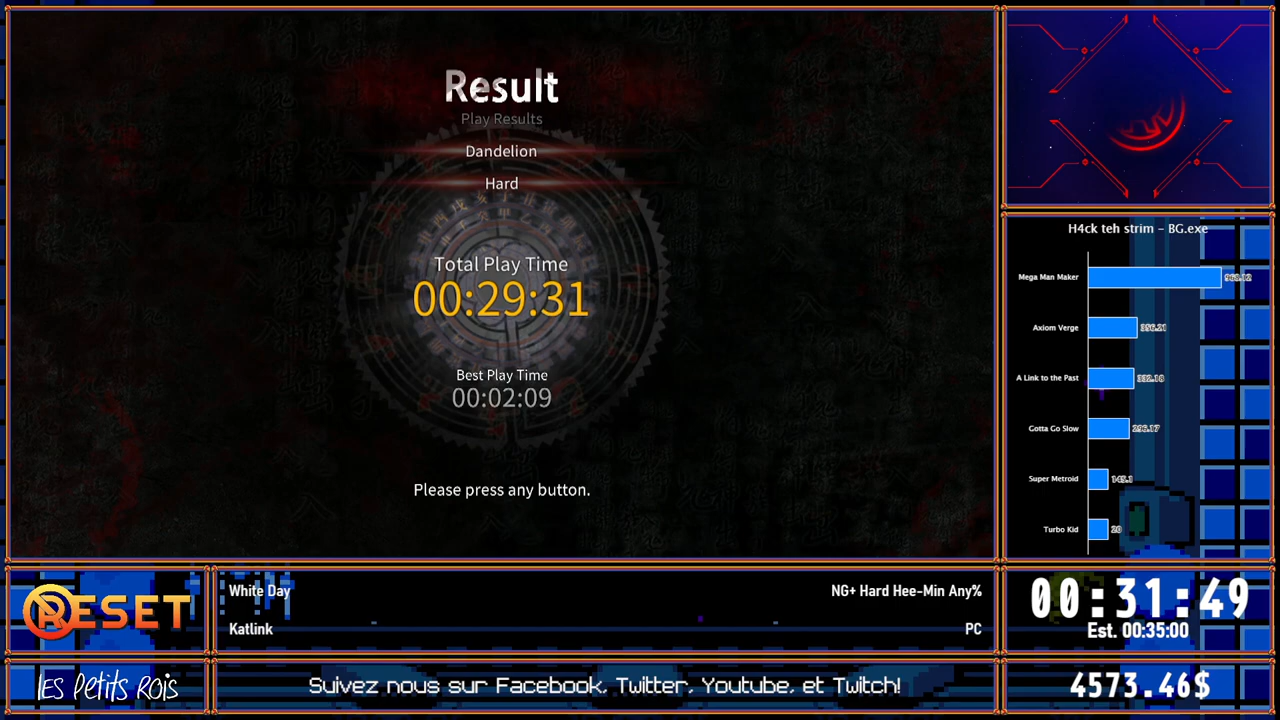 Result
Play Results
Dandelion
Hard
Total Play Time
00:29:31
Best Play Time
00:02:09
Please press any button.
H4ck teh strim - BG.exe
Mega Man Maker
Axiom Verge
A Link to the Past
Gotta Go Slow
Super Metroid
Turbo Kid 20
RESET
White Day
NG+ Hard Hee-Min Any%
Katlink
PC
00:31:49
Est. 00:35:00
Les Petits Rois
Suivez nous sur Facebook, Twitter, Youtube, et Twitch!
4573.46$